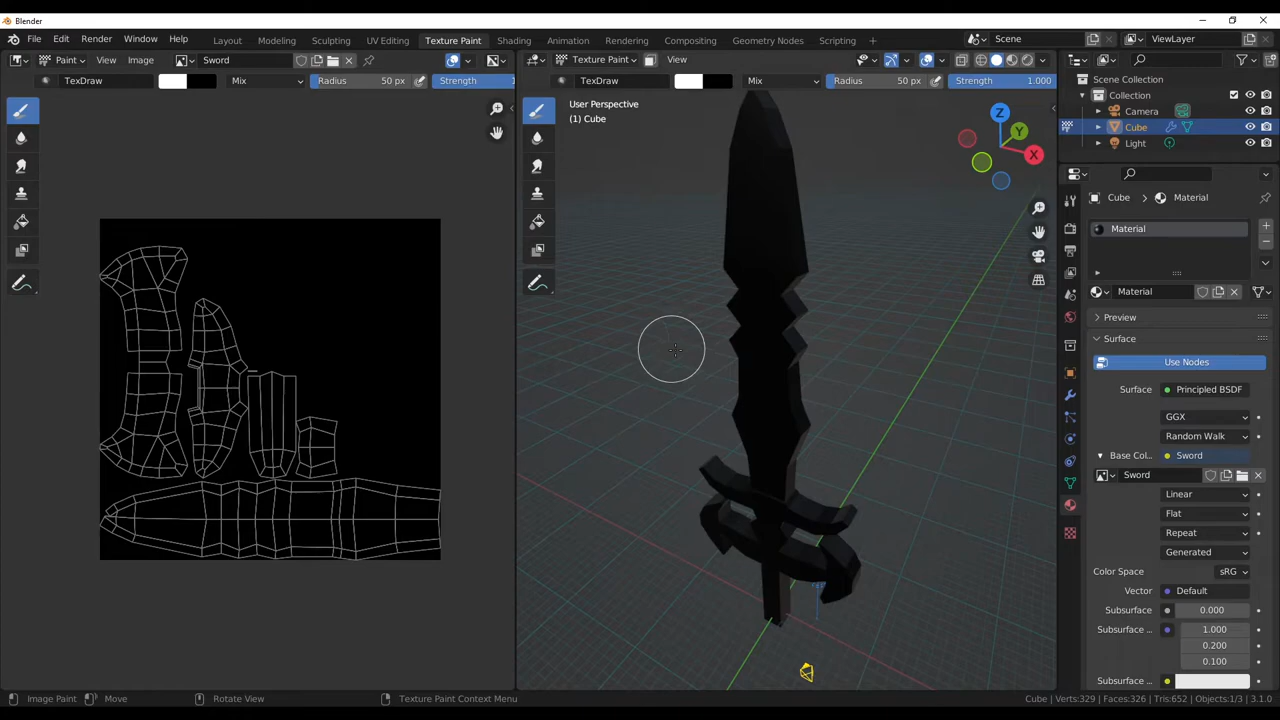 Blender
File Edit Render Window Help
Layout Modeling Sculpting UV Editing Texture Paint Shading Animation Rendering Compositing Geometry Nodes Scripting
Scene
ViewLayer
Paint View Image Sword
Texture Paint View
TexDraw Mix Radius 50 px Strength 1
TexDraw Mix Radius 50 px Strength 1.000
User Perspective
(1) Cube
Z
Y
X
Scene Collection
Collection
Camera
Cube
Light
Cube Material
Material
Material
Preview
Surface
Use Nodes
Surface Principled BSDF
GGX
Random Walk
Base Col... Sword
Sword
Linear
Flat
Repeat
Generated
Color Space sRG
Vector Default
Subsurface 0.000
Subsurface ... 1.000
0.200
0.100
Subsurface ...
Image Paint Move Rotate View Texture Paint Context Menu
Cube | Verts:329 | Faces:326 | Tris:652 | Objects:1/3 | 3.1.0